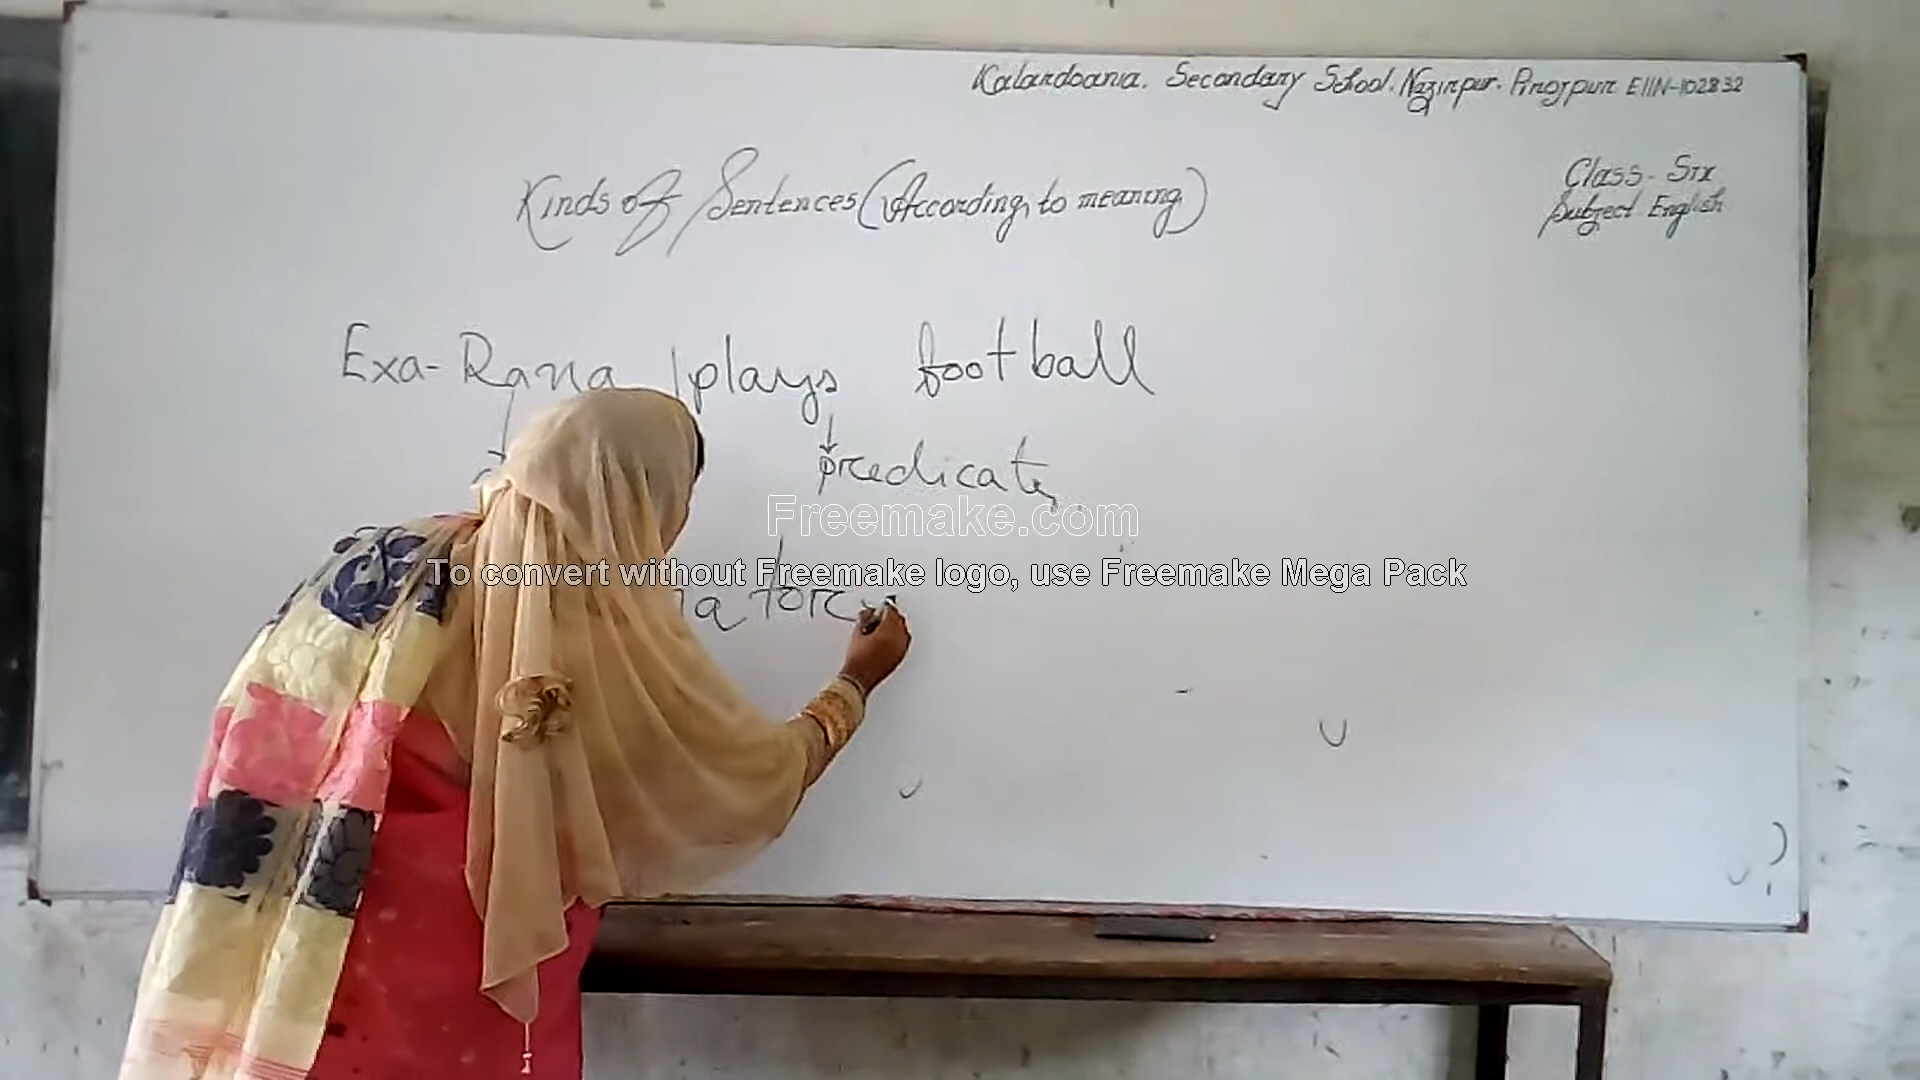 Kalardoania. Secondary School. Nazirpur. Pirojpur EIIN-102832
Class- Six
Subject English
Kinds of Sentences (According to meaning)
Exa- Rana plays football
predicate
Freemake.com
To convert without Freemake logo, use Freemake Mega Pack